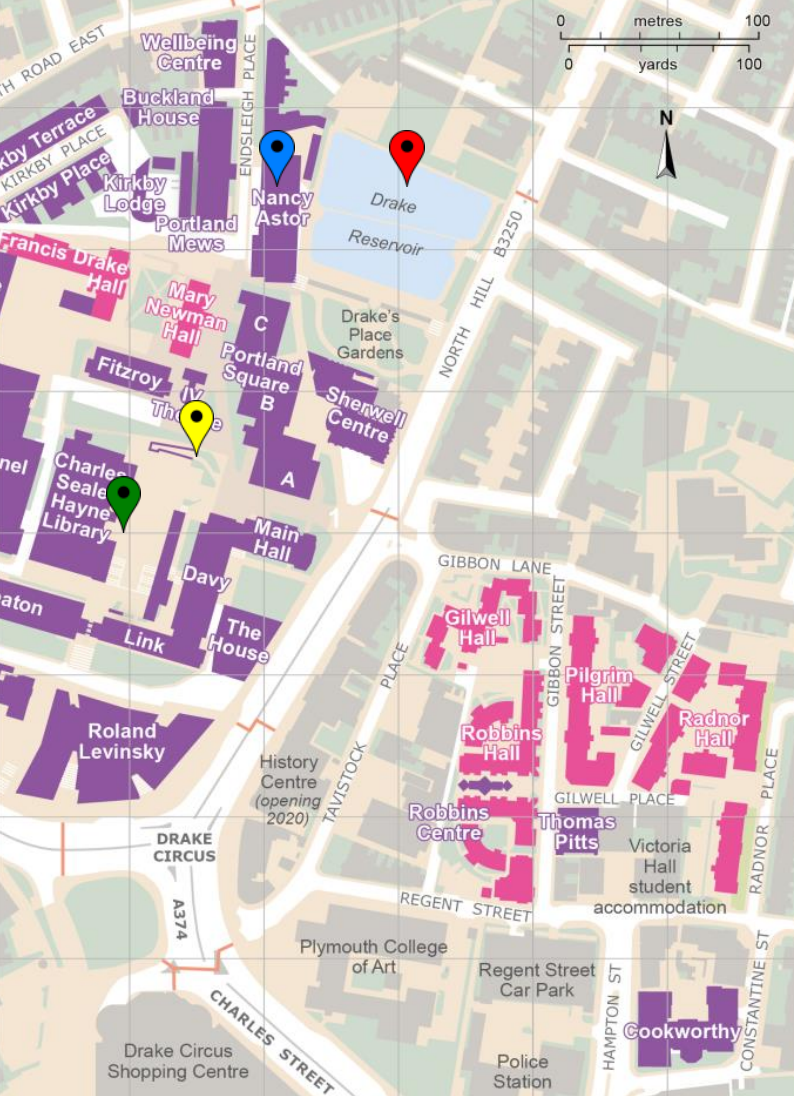 0 metres 100
0 yards 100
N
TH ROAD EAST
Wellbeing
Centre
ENDSLEIGH PLACE
Buckland
House
KIRKBY PLACE
Kirkby Place
Kirkby
Lodge
Portland
Mews
Nancy
Astor
Drake
Reservoir
NORTH HILL B3250
Francis Drake
Hall
Mary
Newman
Hall
Drake's
Place
Gardens
C
Portland
Square
B
A
Fitzroy
Sherwell
Centre
Charles
Seale
Hayne
Library
Main
Hall
Davy
Link
The
House
Roland
Levinsky
GIBBON LANE
GIBBON STREET
Gilwell
Hall
Pilgrim
Hall
GILWELL STREET
Radnor
Hall
Robbins
Hall
TAVISTOCK PLACE
History
Centre
(opening
2020)
GILWELL PLACE
Robbins
Centre
Thomas
Pitts
RADNOR PLACE
Victoria
Hall
student
accommodation
DRAKE
CIRCUS
A374
REGENT STREET
Plymouth College
of Art
Regent Street
Car Park
HAMPTON ST
CONSTANTINE ST
Cookworthy
CHARLES STREET
Drake Circus
Shopping Centre
Police
Station